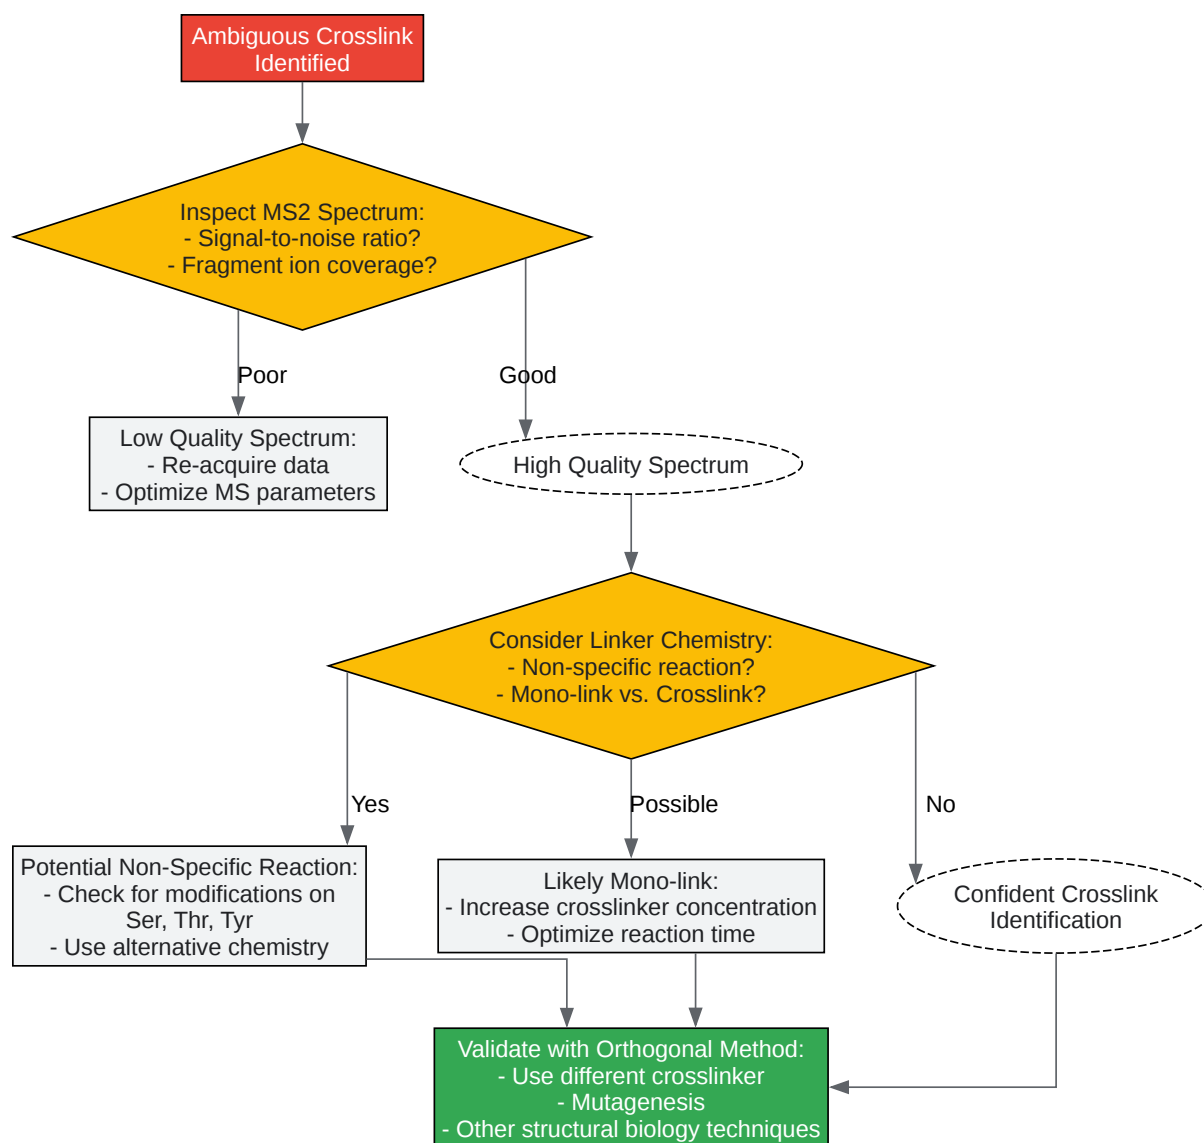 Ambiguous Crosslink
Identified
Inspect MS2 Spectrum:
- Signal-to-noise ratio?
- Fragment ion coverage?
Poor
Good
Low Quality Spectrum:
- Re-acquire data
- Optimize MS parameters
High Quality Spectrum
Consider Linker Chemistry:
- Non-specific reaction?
- Mono-link vs. Crosslink?
Yes
Possible
No
Potential Non-Specific Reaction:
- Check for modifications on
Ser, Thr, Tyr
- Use alternative chemistry
Likely Mono-link:
- Increase crosslinker concentration
- Optimize reaction time
Confident Crosslink
Identification
Validate with Orthogonal Method:
- Use different crosslinker
- Mutagenesis
- Other structural biology techniques